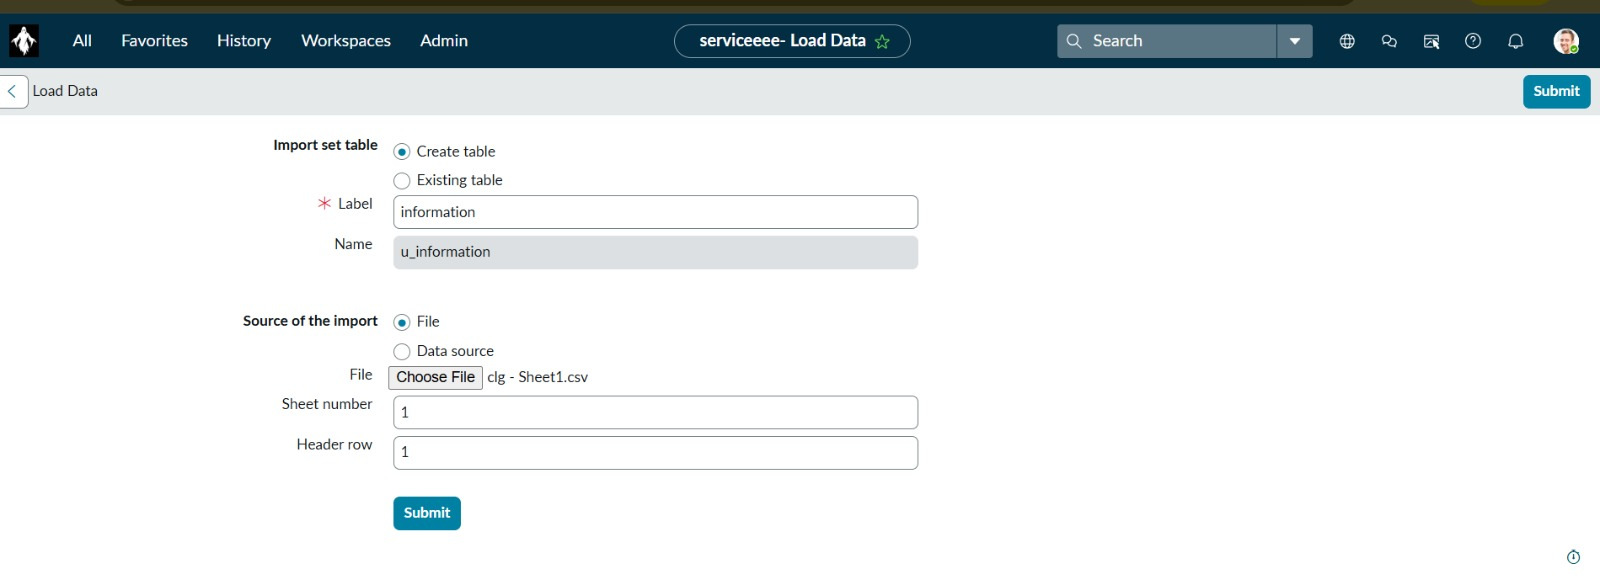 All Favorites History Workspaces Admin serviceeee- Load Data Search
Load Data Submit
Import set table Create table
Existing table
Label information
Name u_information
Source of the import File
Data source
File Choose File clg - Sheet1.csv
Sheet number 1
Header row 1
Submit